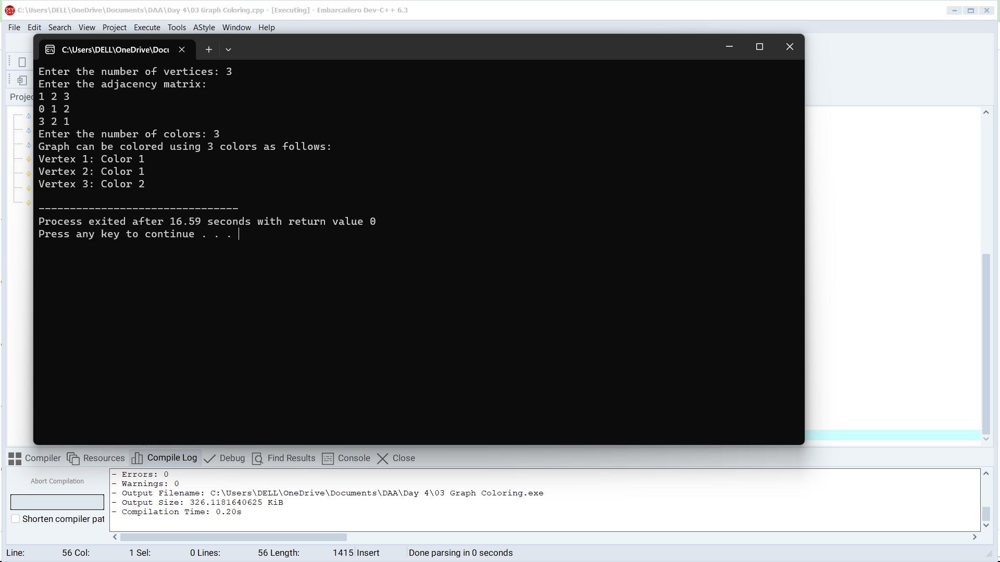 C:\Users\DELL\OneDrive\Documents\DAA\Day 4\03 Graph Coloring.cpp - [Executing] - Embarcadero Dev-C++ 6.3
File Edit Search View Project Execute Tools AStyle Window Help
C:\Users\DELL\OneDrive\Docu
Projec
Enter the number of vertices: 3
Enter the adjacency matrix:
1 2 3
0 1 2
3 2 1
Enter the number of colors: 3
Graph can be colored using 3 colors as follows:
Vertex 1: Color 1
Vertex 2: Color 1
Vertex 3: Color 2
--------------------------------
Process exited after 16.59 seconds with return value 0
Press any key to continue . . .
Compiler Resources Compile Log Debug Find Results Console Close
Abort Compilation
Shorten compiler pat
- Errors: 0
- Warnings: 0
- Output Filename: C:\Users\DELL\OneDrive\Documents\DAA\Day 4\03 Graph Coloring.exe
- Output Size: 326.1181640625 KiB
- Compilation Time: 0.20s
Line: 56 Col: 1 Sel: 0 Lines: 56 Length: 1415 Insert Done parsing in 0 seconds